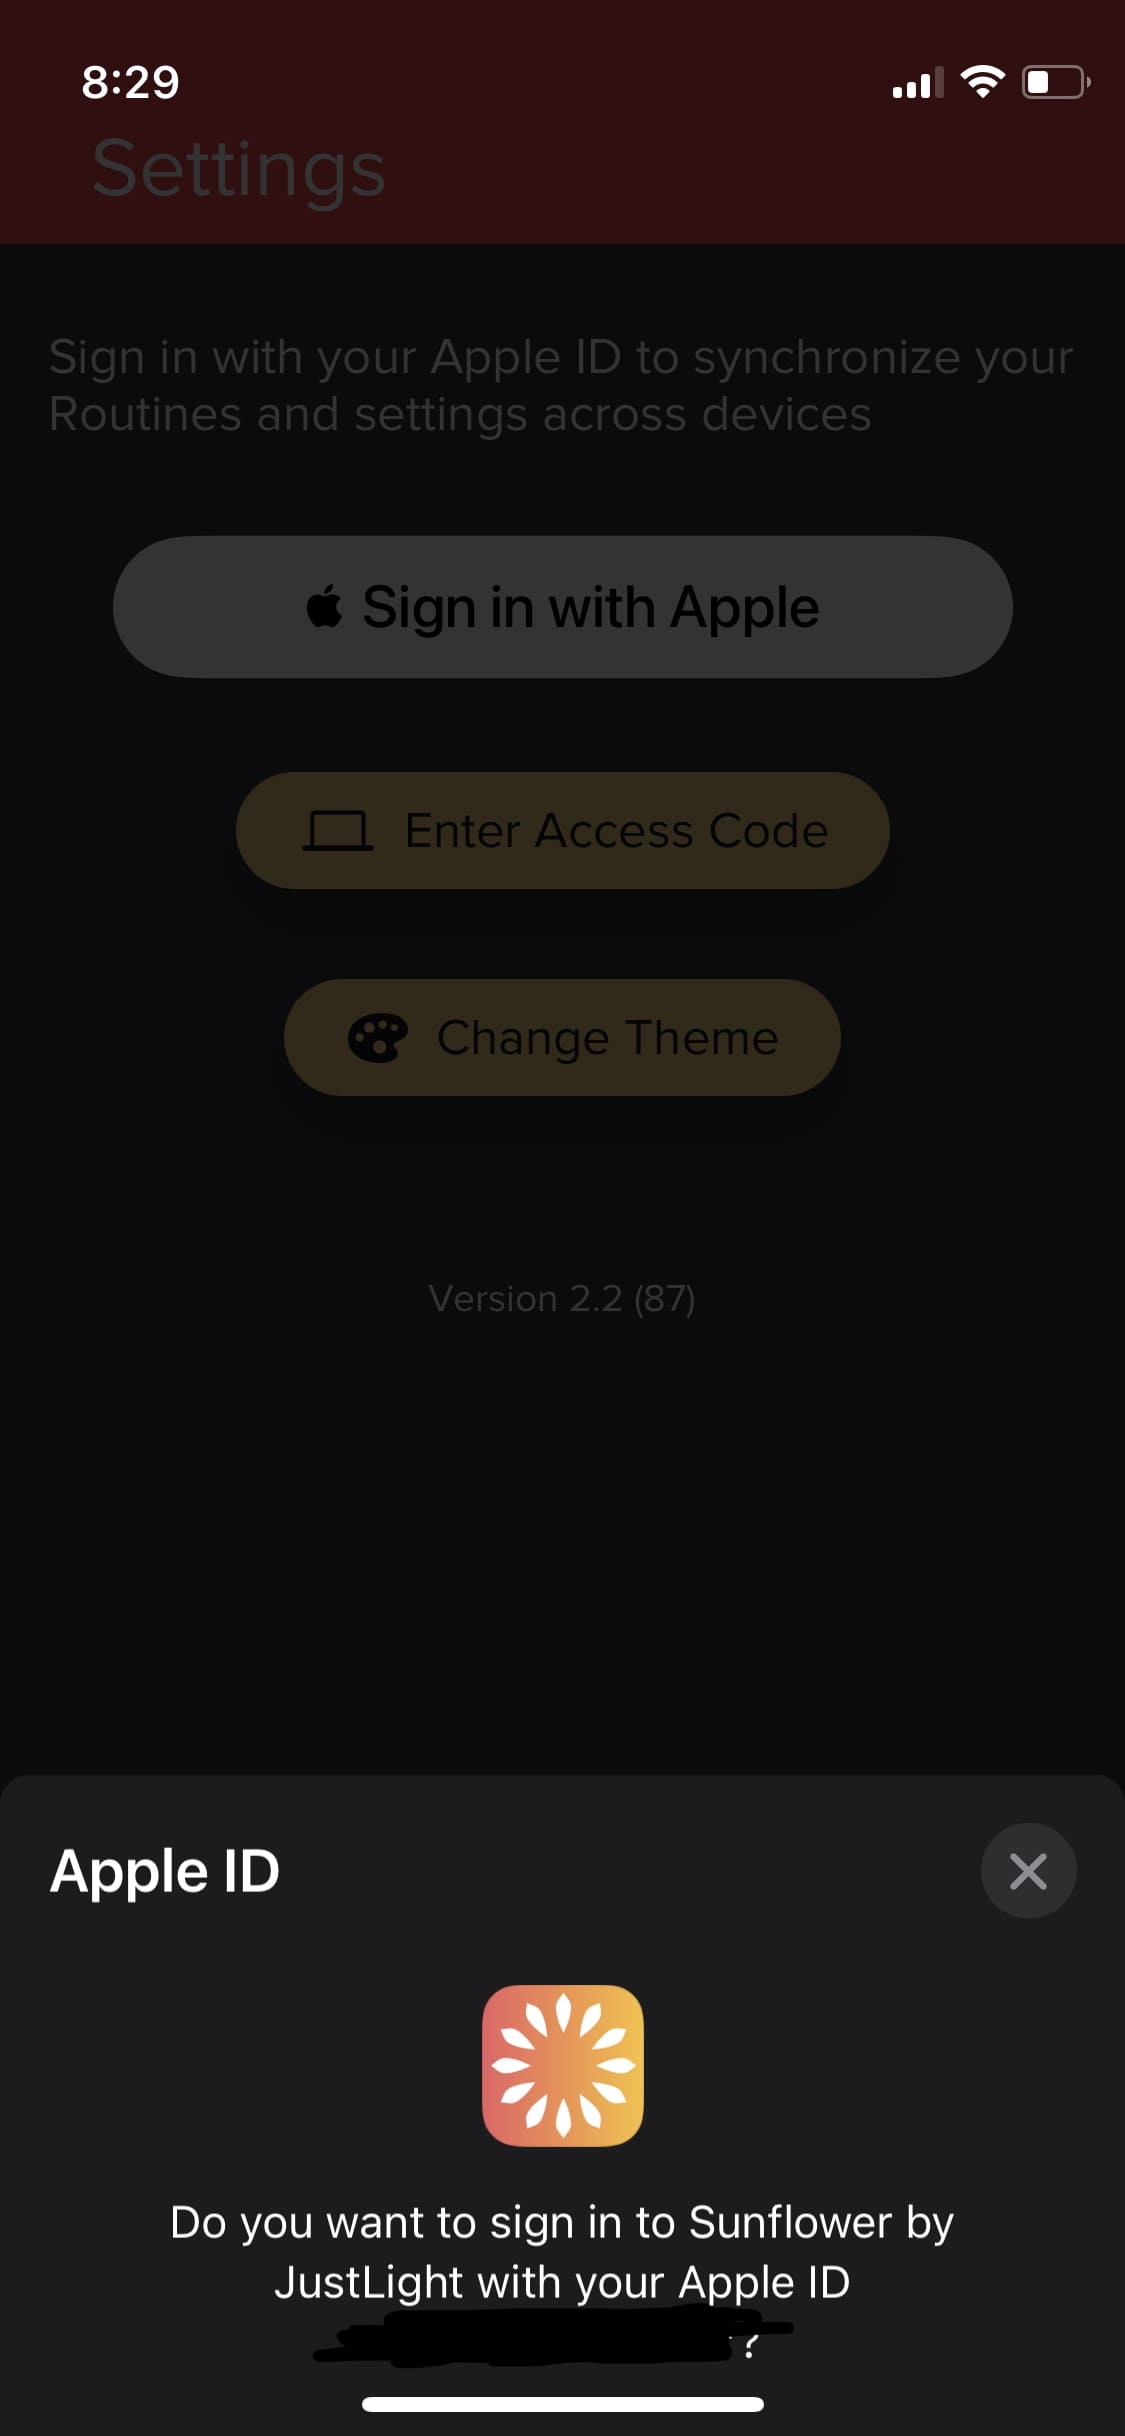 8:29
Settings
Sign in with your Apple ID to synchronize your
Routines and settings across devices
Sign in with Apple
Enter Access Code
Change Theme
Version 2.2 (87)
Apple ID
Do you want to sign in to Sunflower by
JustLight with your Apple ID
?